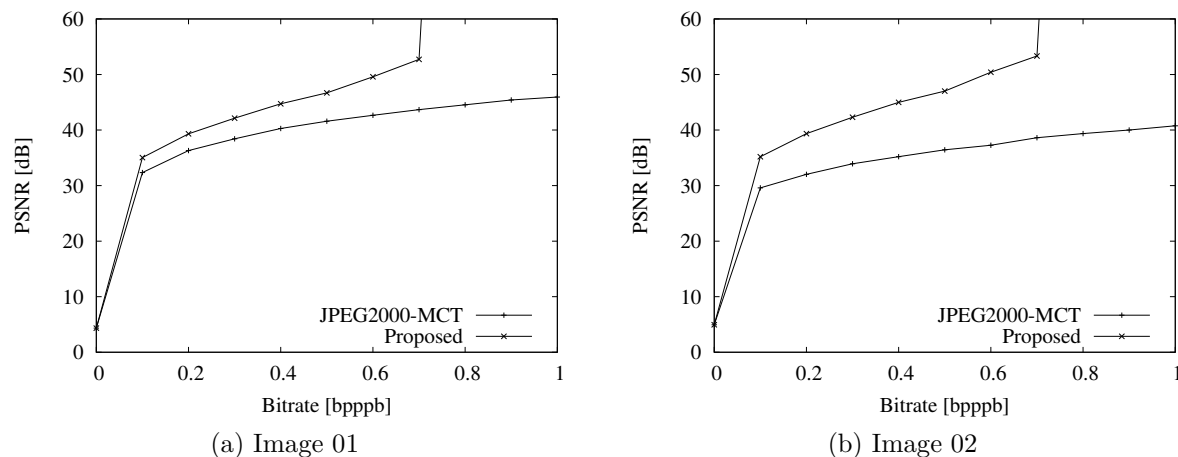 60
50
40
30
20
10
0
PSNR [dB]
JPEG2000-MCT
Proposed
0 0.2 0.4 0.6 0.8 1
Bitrate [bpppb]
(a) Image 01
60
50
40
30
20
10
0
PSNR [dB]
JPEG2000-MCT
Proposed
0 0.2 0.4 0.6 0.8 1
Bitrate [bpppb]
(b) Image 02